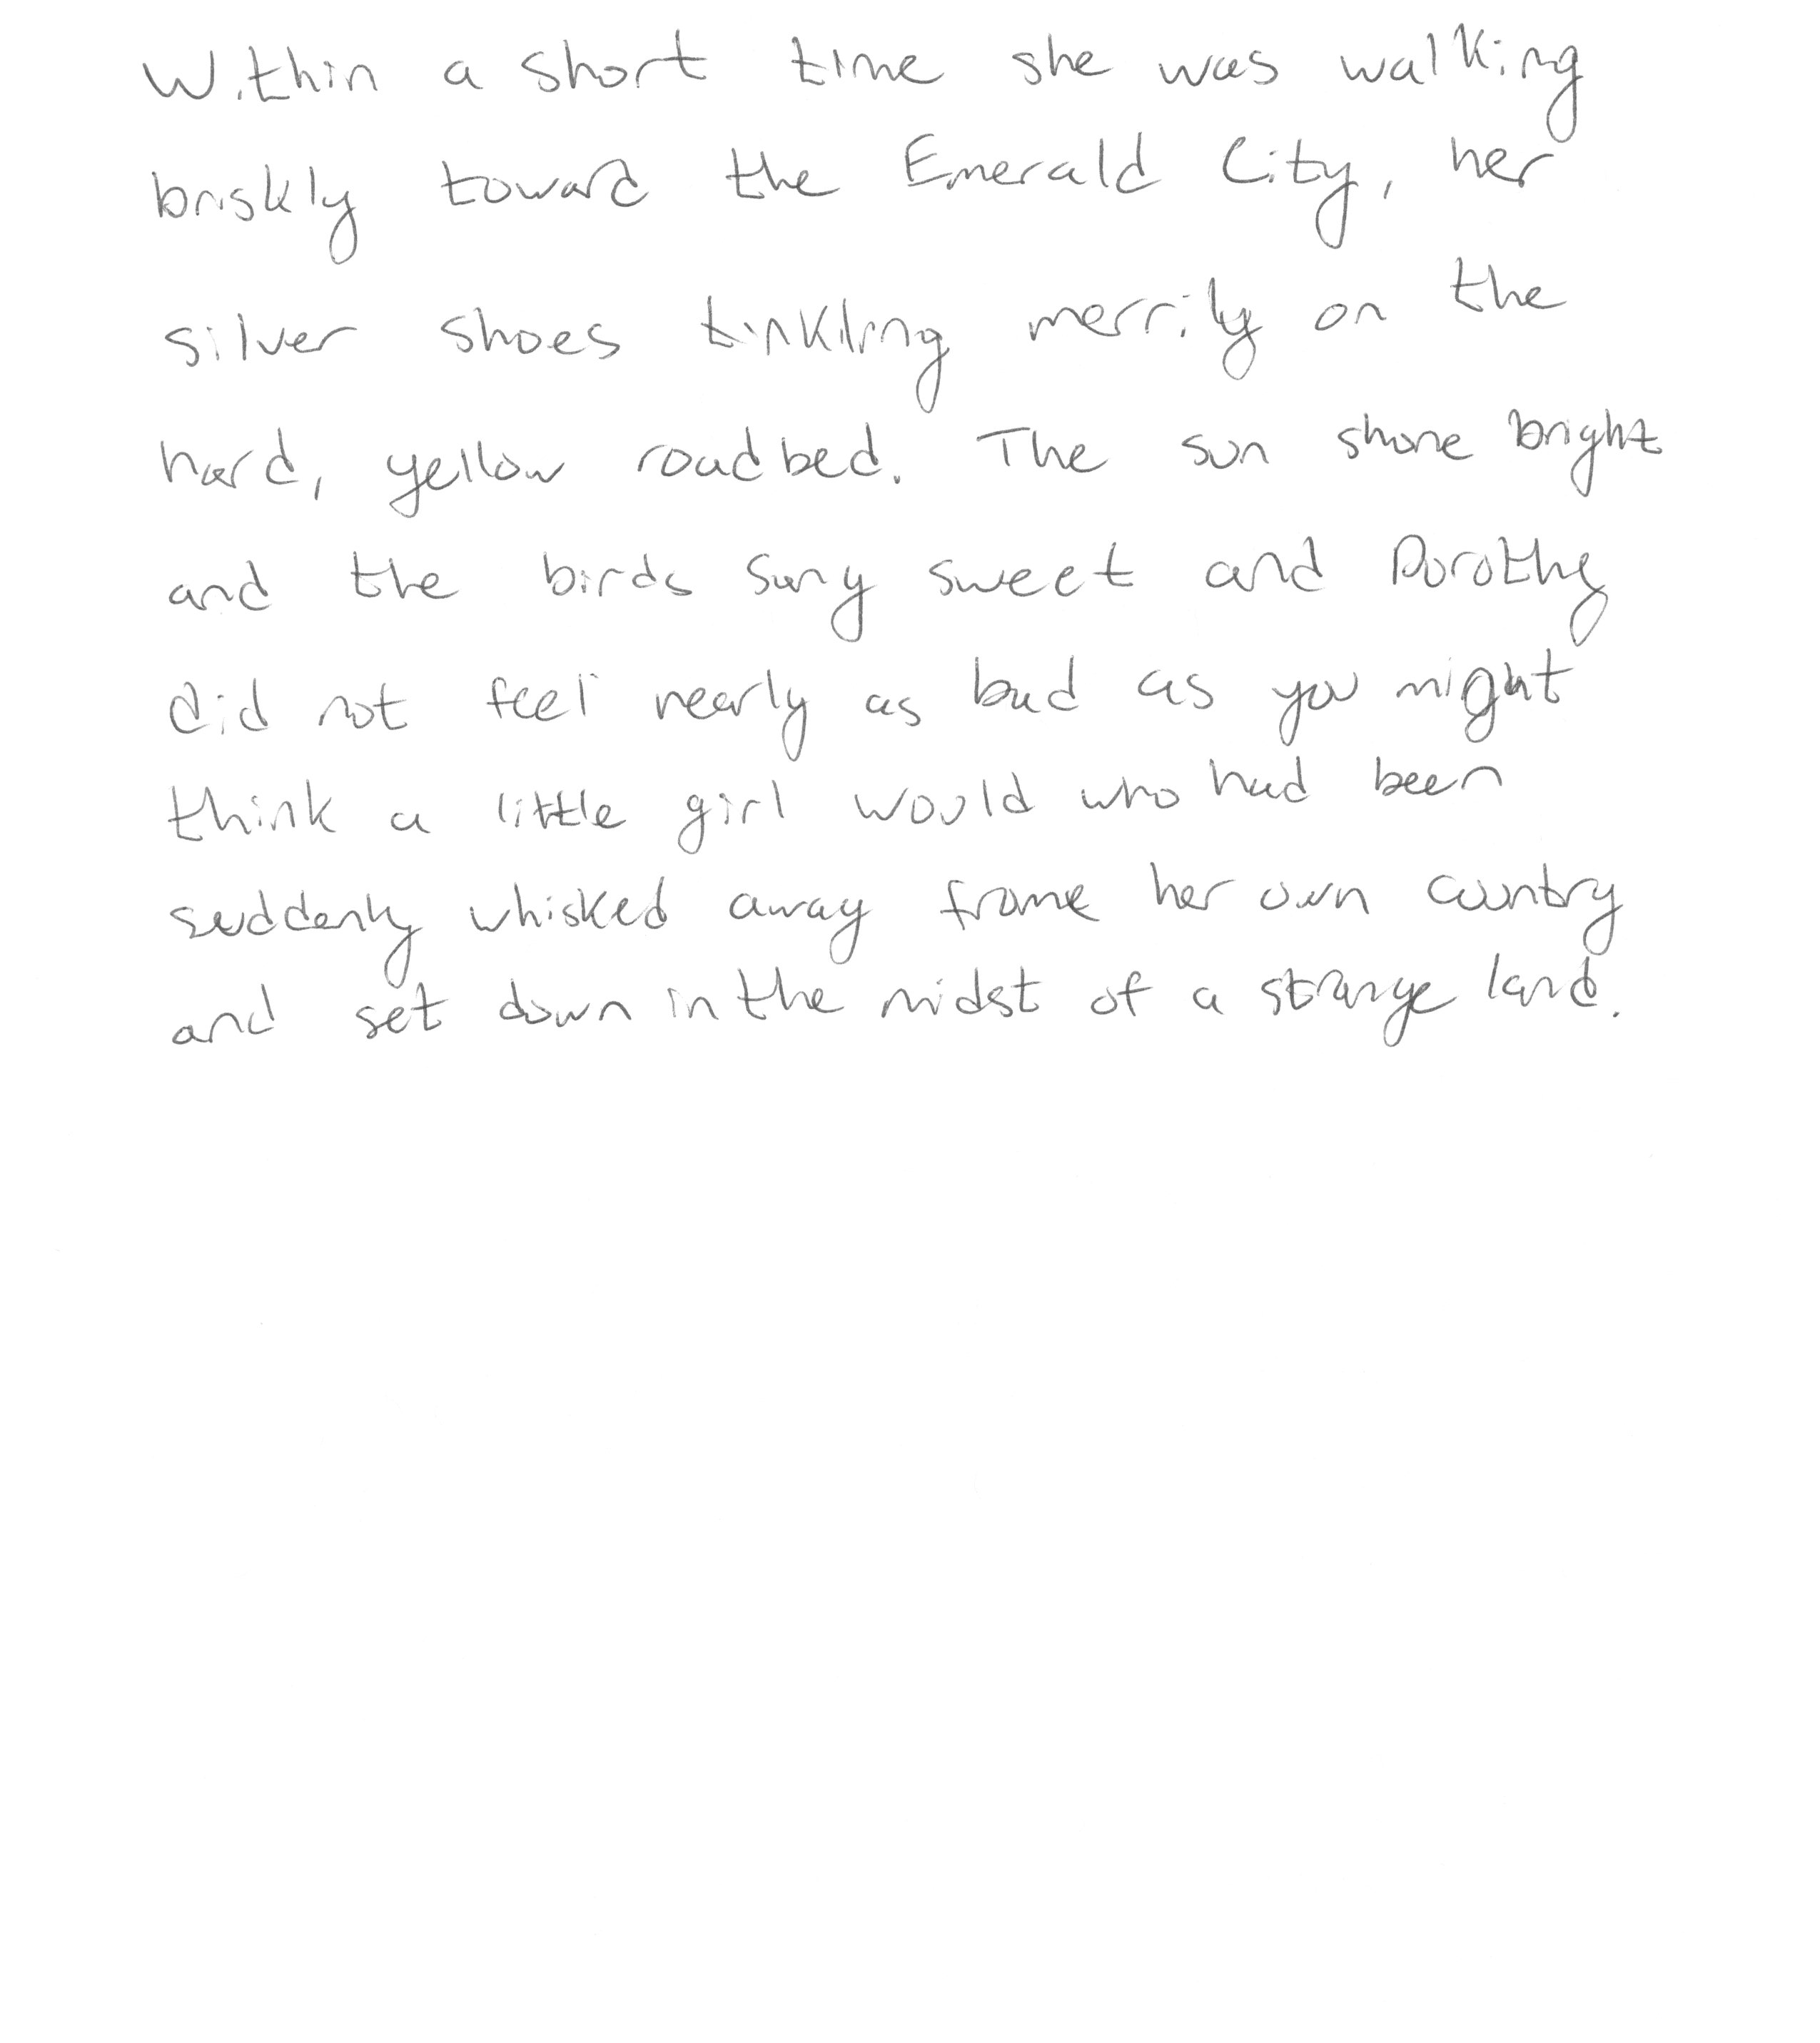 Within a short time she was walking
briskly toward the Emerald City, her
silver shoes tinkling merrily on the
hard, yellow roadbed. The sun shone bright
and the birds sung sweet and Dorothy
did not feel nearly as bad as you might
think a little girl would who had been
suddenly whisked away frome her own country
and set down in the midst of a strange land.